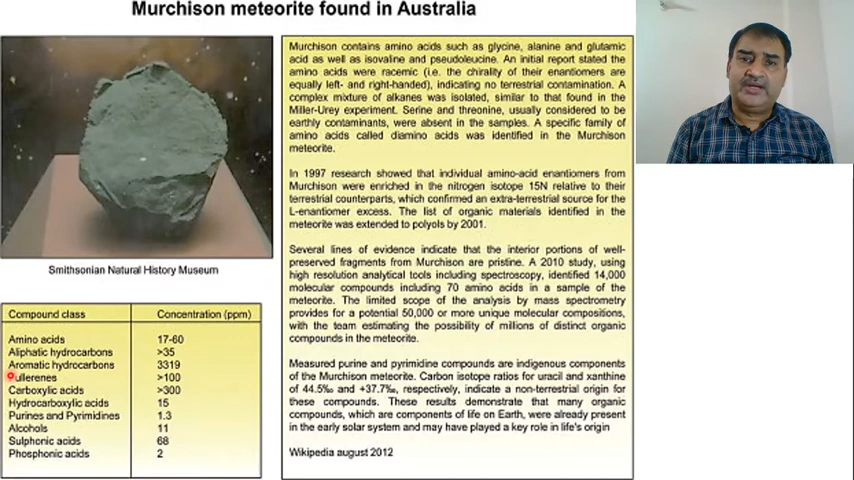 Murchison meteorite found in Australia
Murchison contains amino acids such as glycine, alanine and glutamic
acid as well as isovaline and pseudoleucine. An initial report stated the
amino acids were racemic (i.e. the chirality of their enantiomers are
equally left- and right-handed), indicating no terrestrial contamination. A
complex mixture of alkanes was isolated, similar to that found in the
Miller-Urey experiment. Serine and threonine, usually considered to be
earthly contaminants, were absent in the samples. A specific family of
amino acids called diamino acids was identified in the Murchison
meteorite.
In 1997 research showed that individual amino-acid enantiomers from
Murchison were enriched in the nitrogen isotope 15N relative to their
terrestrial counterparts, which confirmed an extra-terrestrial source for the
L-enantiomer excess. The list of organic materials identified in the
meteorite was extended to polyols by 2001.
Several lines of evidence indicate that the interior portions of well-
preserved fragments from Murchison are pristine. A 2010 study, using
high resolution analytical tools including spectroscopy, identified 14,000
molecular compounds including 70 amino acids in a sample of the
meteorite. The limited scope of the analysis by mass spectrometry
provides for a potential 50,000 or more unique molecular compositions,
with the team estimating the possibility of millions of distinct organic
compounds in the meteorite.
Measured purine and pyrimidine compounds are indigenous components
of the Murchison meteorite. Carbon isotope ratios for uracil and xanthine
of 44.5‰ and +37.7‰, respectively, indicate a non-terrestrial origin for
these compounds. These results demonstrate that many organic
compounds, which are components of life on Earth, were already present
in the early solar system and may have played a key role in life's origin
Wikipedia august 2012
Smithsonian Natural History Museum
Compound class Concentration (ppm)
Amino acids 17-60
Aliphatic hydrocarbons >35
Aromatic hydrocarbons 3319
ullerenes >100
Carboxylic acids >300
Hydrocarboxylic acids 15
Purines and Pyrimidines 1.3
Alcohols 11
Sulphonic acids 68
Phosphonic acids 2